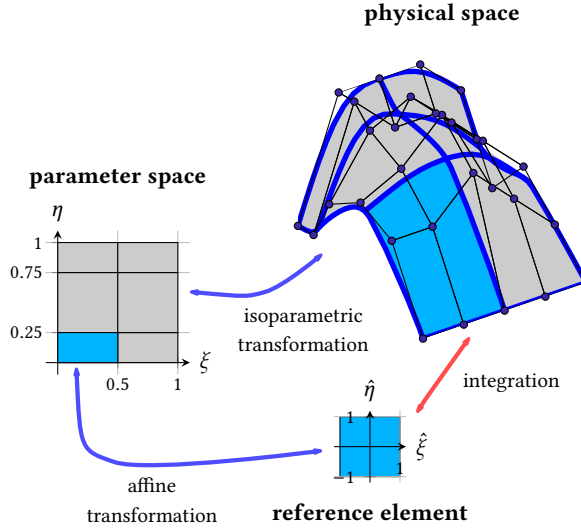 physical space
parameter space
η
1
0.75
0.25
0.5
1
ξ
isoparametric
transformation
integration
η̂
1
ξ̂
1
−1
affine
transformation
reference element